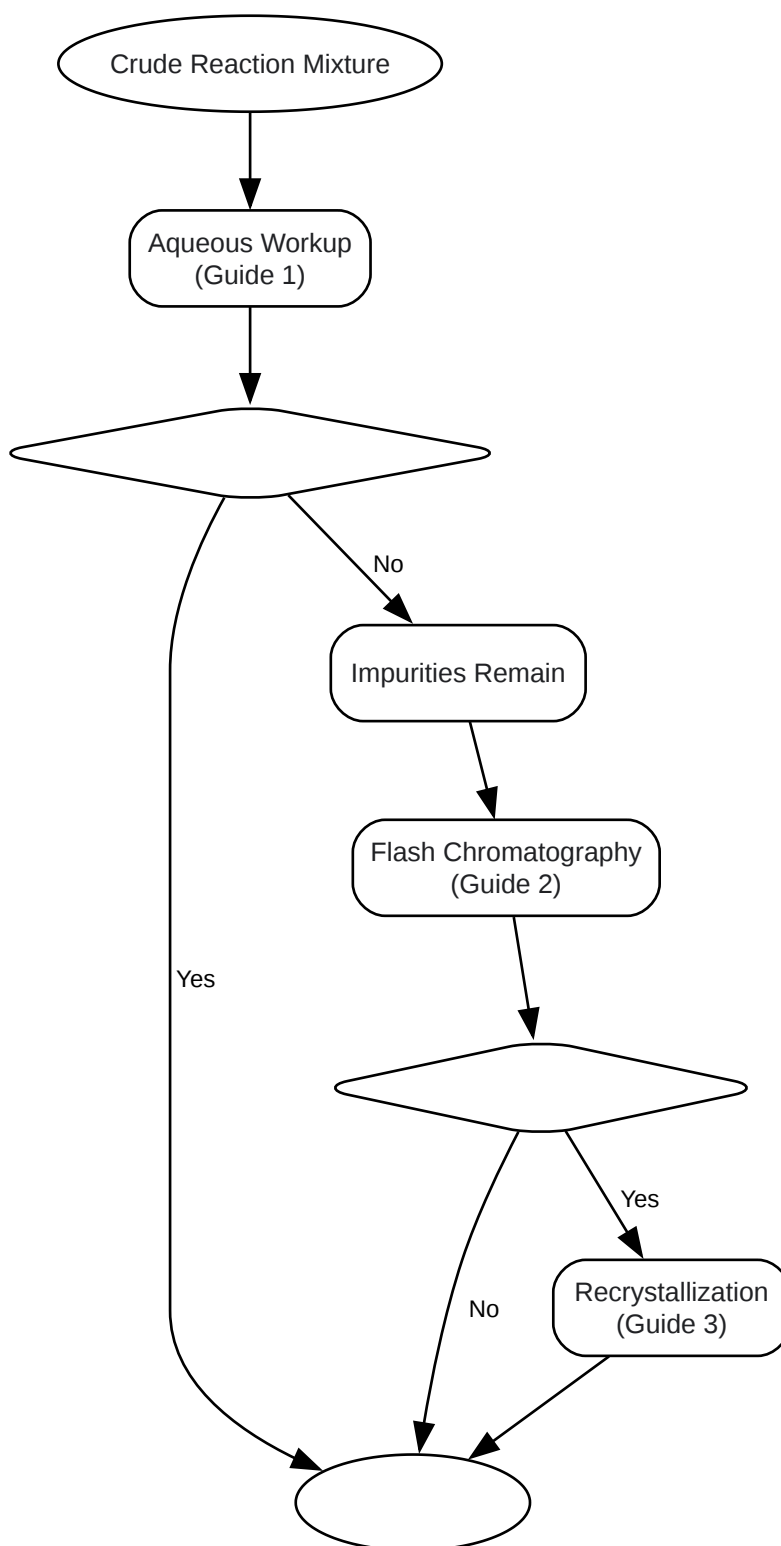 Crude Reaction Mixture
Aqueous Workup
(Guide 1)
No
Impurities Remain
Flash Chromatography
(Guide 2)
Yes
Yes
No
Recrystallization
(Guide 3)